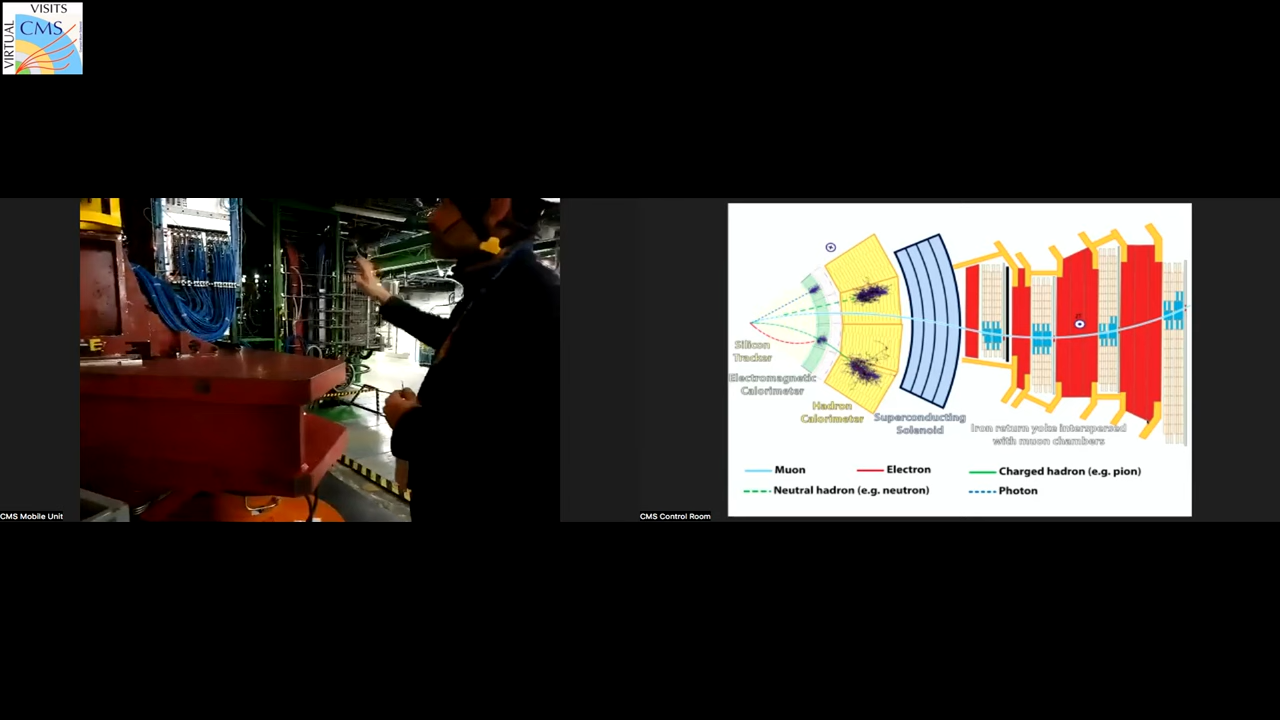 VISITS
CMS
VIRTUAL
E
CMS Mobile Unit
Silicon
Tracker
Electromagnetic
Calorimeter
Hadron
Calorimeter
Superconducting
Solenoid
Iron return yoke interspersed
with muon chambers
Muon
Electron
Charged hadron (e.g. pion)
Neutral hadron (e.g. neutron)
Photon
CMS Control Room